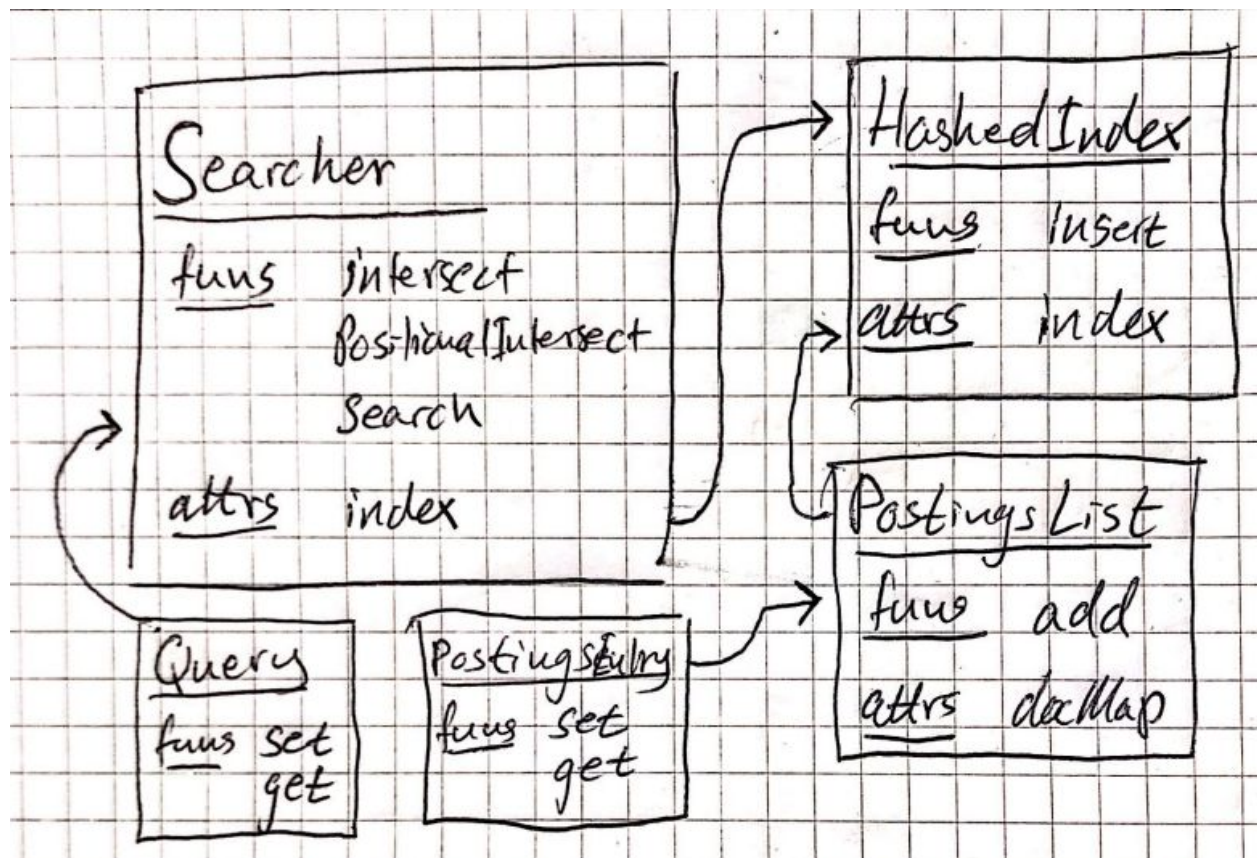 Searcher
funs intersect
PositionalIntersect
Search
attrs index
HashedIndex
funs insert
attrs index
PostingsList
funs add
attrs docMap
Query
funs set
get
PostingsEntry
funs set
get